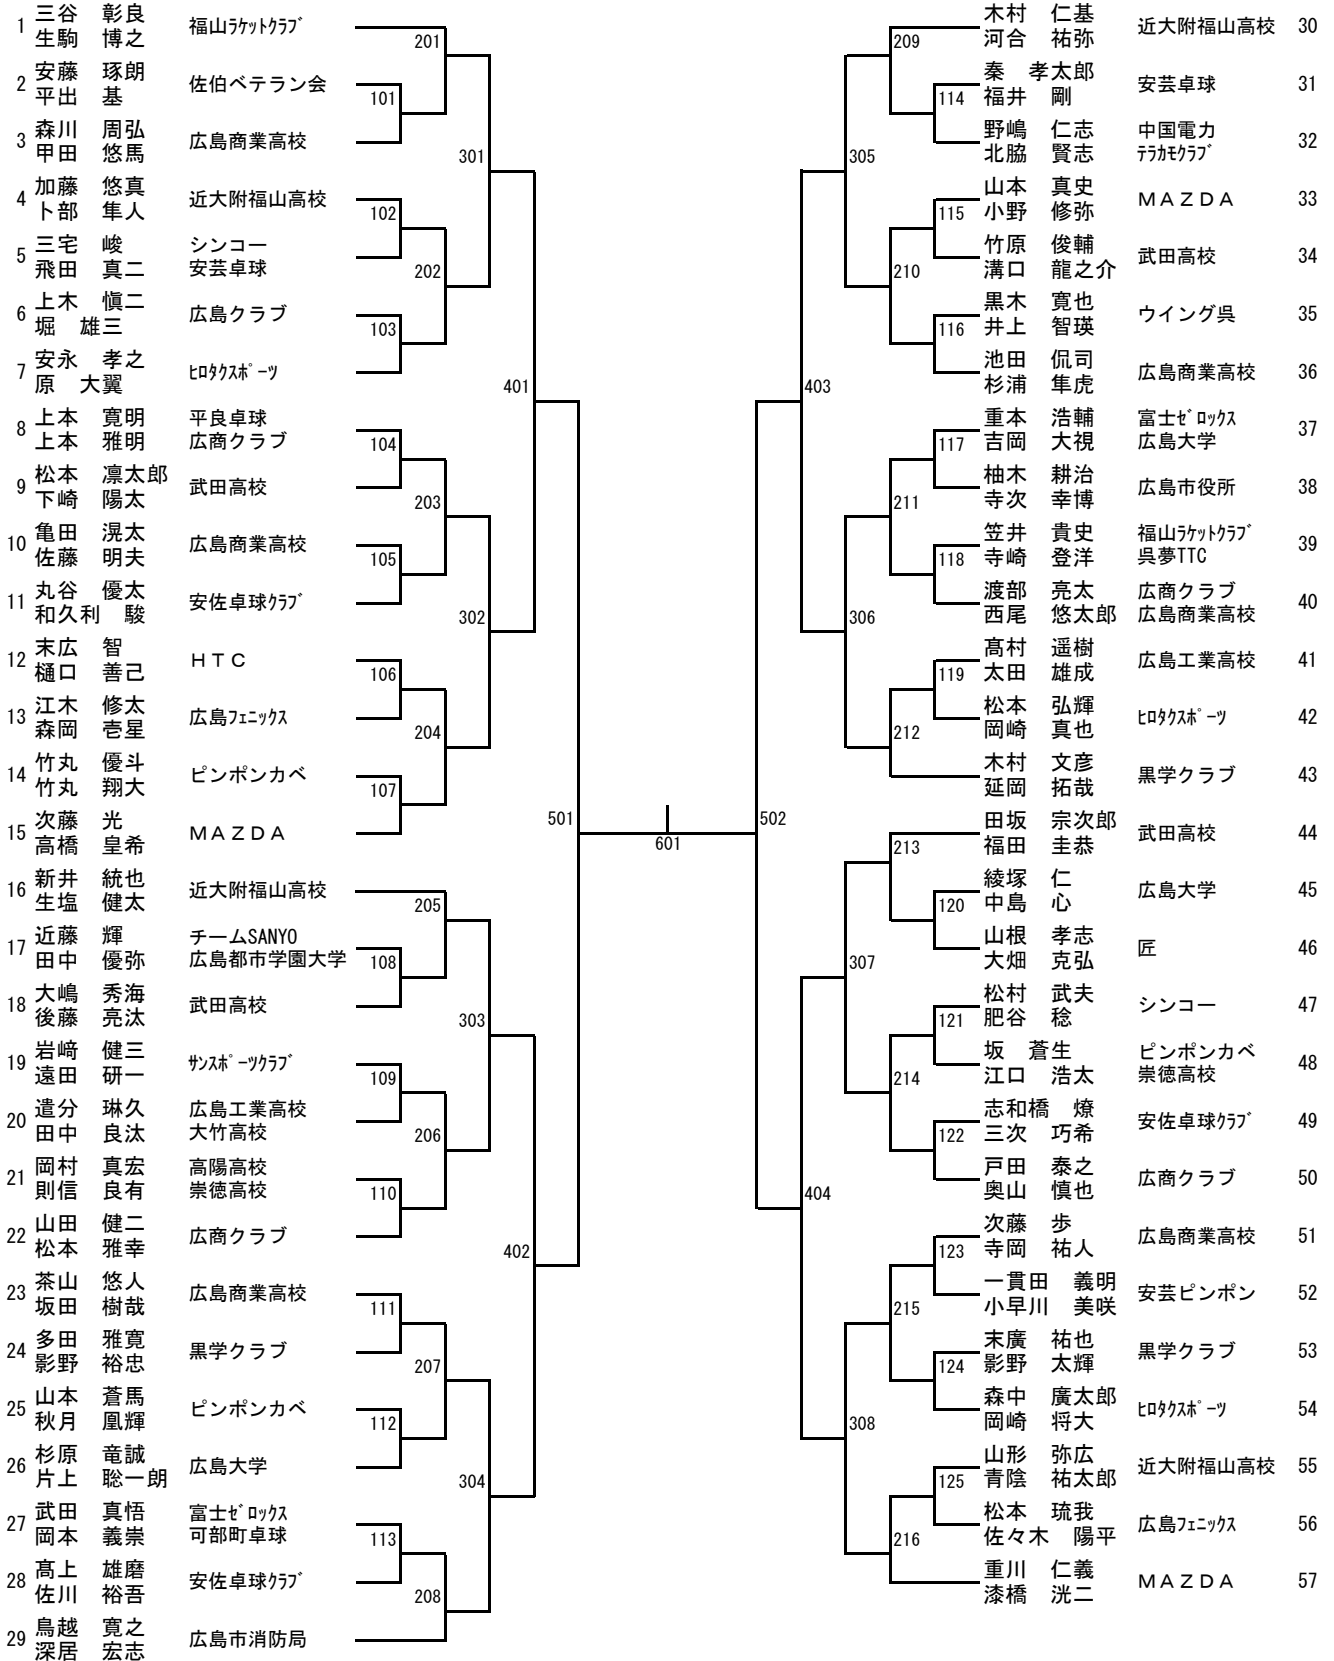 1 三谷　彰良 福山ﾗｹｯﾄｸﾗﾌﾞ
生駒　博之
2 安藤　琢朗 佐伯ベテラン会
平出　基
3 森川　周弘 広島商業高校
甲田　悠馬
4 加藤　悠真 近大附福山高校
卜部　隼人
5 三宅　峻 シンコー
飛田　真二 安芸卓球
6 上木　愼二 広島クラブ
堀　雄三
7 安永　孝之 ﾋﾛﾀｸｽﾎﾟｰﾂ
原　大翼
8 上本　寛明 平良卓球
上本　雅明 広商クラブ
9 松本　凛太郎 武田高校
下崎　陽太
10 亀田　滉太 広島商業高校
佐藤　明夫
11 丸谷　優太 安佐卓球ｸﾗﾌﾞ
和久利　駿
12 末広　智 ＨＴＣ
樋口　善己
13 江木　修太 広島ﾌｪﾆｯｸｽ
森岡　壱星
14 竹丸　優斗 ピンポンカベ
竹丸　翔大
15 次藤　光 ＭＡＺＤＡ
高橋　皇希
16 新井　統也 近大附福山高校
生塩　健太
17 近藤　輝 チームSANYO
田中　優弥 広島都市学園大学
18 大嶋　秀海 武田高校
後藤　亮汰
19 岩﨑　健三 ｻﾝｽﾎﾟｰﾂｸﾗﾌﾞ
遠田　研一
20 遣分　琳久 広島工業高校
田中　良汰 大竹高校
21 岡村　真宏 高陽高校
則信　良有 崇徳高校
22 山田　健二 広商クラブ
松本　雅幸
23 茶山　悠人 広島商業高校
坂田　樹哉
24 多田　雅寛 黒学クラブ
影野　裕忠
25 山本　蒼馬 ピンポンカベ
秋月　凰輝
26 杉原　竜誠 広島大学
片上　聡一朗
27 武田　真悟 富士ｾﾞﾛｯｸｽ
岡本　義崇 可部町卓球
28 髙上　雄磨 安佐卓球ｸﾗﾌﾞ
佐川　裕吾
29 鳥越　寛之 広島市消防局
深居　宏志
201
101
301
102
202
103
401
104
203
105
302
106
204
107
501
205
108
303
109
206
110
402
111
207
112
304
113
208
601
209
114
305
115
210
116
403
117
211
118
306
119
212
502
213
120
307
121
214
122
404
123
215
124
308
125
216
木村　仁基 近大附福山高校 30
河合　祐弥
秦　孝太郎 安芸卓球 31
福井　剛
野嶋　仁志 中国電力 32
北脇　賢志 ﾃﾗｶﾓｸﾗﾌﾞ
山本　真史 ＭＡＺＤＡ 33
小野　修弥
竹原　俊輔 武田高校 34
溝口　龍之介
黒木　寛也 ウイング呉 35
井上　智瑛
池田　侃司 広島商業高校 36
杉浦　隼虎
重本　浩輔 富士ｾﾞﾛｯｸｽ 37
吉岡　大視 広島大学
柚木　耕治 広島市役所 38
寺次　幸博
笠井　貴史 福山ﾗｹｯﾄｸﾗﾌﾞ 39
寺崎　登洋 呉夢TTC
渡部　亮太 広商クラブ 40
西尾　悠太郎 広島商業高校
髙村　遥樹 広島工業高校 41
太田　雄成
松本　弘輝 ﾋﾛﾀｸｽﾎﾟｰﾂ 42
岡崎　真也
木村　文彦 黒学クラブ 43
延岡　拓哉
田坂　宗次郎 武田高校 44
福田　圭恭
綾塚　仁 広島大学 45
中島　心
山根　孝志 匠 46
大畑　克弘
松村　武夫 シンコー 47
肥谷　稔
坂　蒼生 ピンポンカベ 48
江口　浩太 崇徳高校
志和橋　燎 安佐卓球ｸﾗﾌﾞ 49
三次　巧希
戸田　泰之 広商クラブ 50
奥山　慎也
次藤　歩 広島商業高校 51
寺岡　祐人
一貫田　義明 安芸ピンポン 52
小早川　美咲
末廣　祐也 黒学クラブ 53
影野　太輝
森中　廣太郎 ﾋﾛﾀｸｽﾎﾟｰﾂ 54
岡崎　将大
山形　弥広 近大附福山高校 55
青陰　祐太郎
松本　琉我 広島ﾌｪﾆｯｸｽ 56
佐々木　陽平
重川　仁義 ＭＡＺＤＡ 57
漆橋　洸二